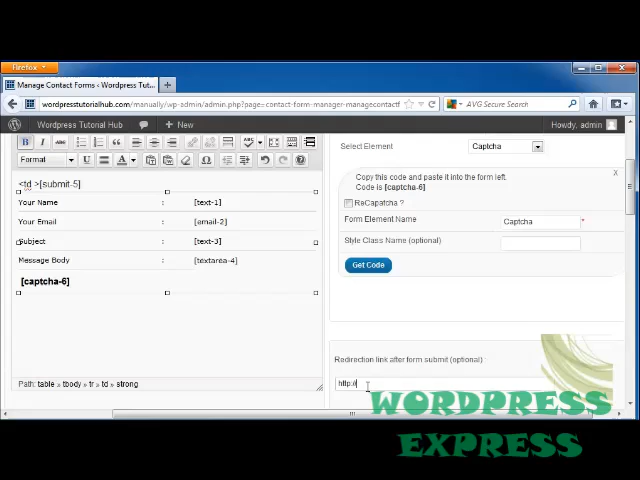 Firefox
Manage Contact Forms ‹ Wordpress Tut...
wordpresstutorialhub.com/manually/wp-admin/admin.php?page=contact-form-manager-managecontactf
AVG Secure Search
Wordpress Tutorial Hub
+ New
Howdy, admin
B I
Format U A Ω
<td >[submit-5]
Your Name : [text-1]
Your Email : [email-2]
Subject : [text-3]
Message Body : [textarea-4]
[captcha-6]
Path: table » tbody » tr » td » strong
Select Element Captcha
X
Copy this code and paste it into the form left.
Code is [captcha-6]
ReCapatcha ?
Form Element Name Captcha *
Style Class Name (optional)
Get Code
Redirection link after form submit (optional)
http://
WORDPRESS
EXPRESS